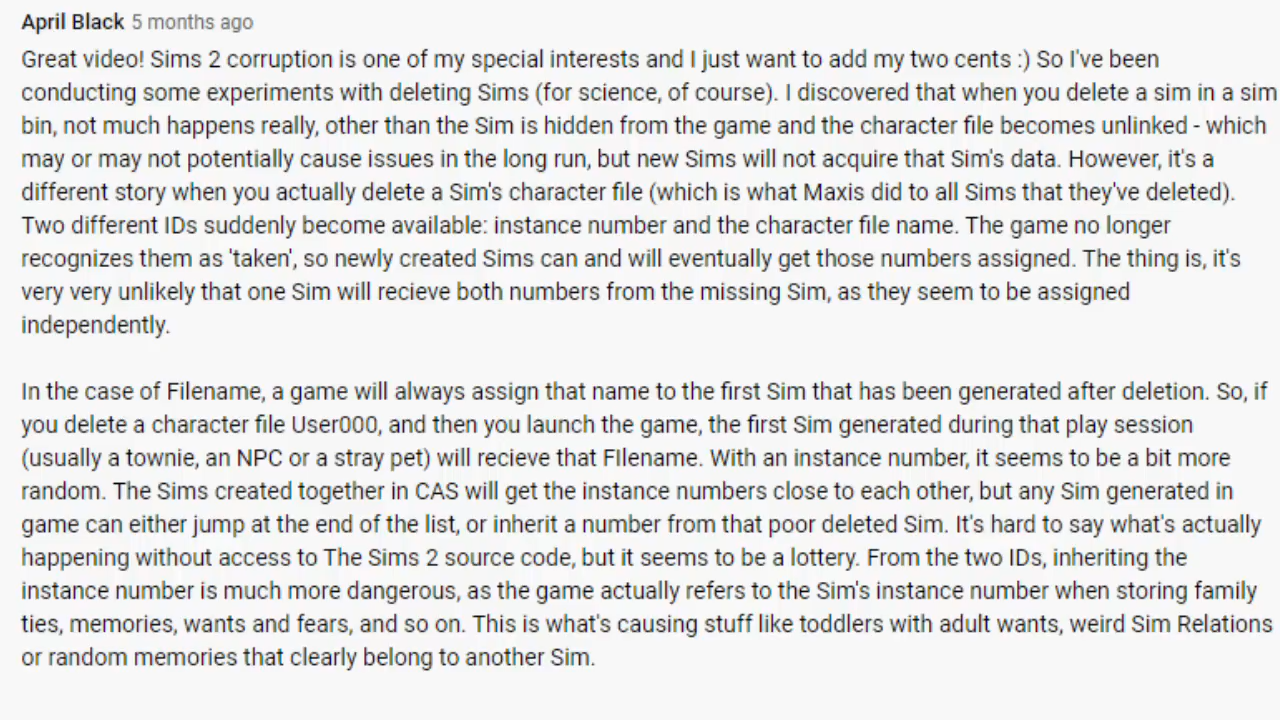 April Black 5 months ago
Great video! Sims 2 corruption is one of my special interests and I just want to add my two cents :) So I've been
conducting some experiments with deleting Sims (for science, of course). I discovered that when you delete a sim in a sim
bin, not much happens really, other than the Sim is hidden from the game and the character file becomes unlinked - which
may or may not potentially cause issues in the long run, but new Sims will not acquire that Sim's data. However, it's a
different story when you actually delete a Sim's character file (which is what Maxis did to all Sims that they've deleted).
Two different IDs suddenly become available: instance number and the character file name. The game no longer
recognizes them as 'taken', so newly created Sims can and will eventually get those numbers assigned. The thing is, it's
very very unlikely that one Sim will recieve both numbers from the missing Sim, as they seem to be assigned
independently.
In the case of Filename, a game will always assign that name to the first Sim that has been generated after deletion. So, if
you delete a character file User000, and then you launch the game, the first Sim generated during that play session
(usually a townie, an NPC or a stray pet) will recieve that FIlename. With an instance number, it seems to be a bit more
random. The Sims created together in CAS will get the instance numbers close to each other, but any Sim generated in
game can either jump at the end of the list, or inherit a number from that poor deleted Sim. It's hard to say what's actually
happening without access to The Sims 2 source code, but it seems to be a lottery. From the two IDs, inheriting the
instance number is much more dangerous, as the game actually refers to the Sim's instance number when storing family
ties, memories, wants and fears, and so on. This is what's causing stuff like toddlers with adult wants, weird Sim Relations
or random memories that clearly belong to another Sim.